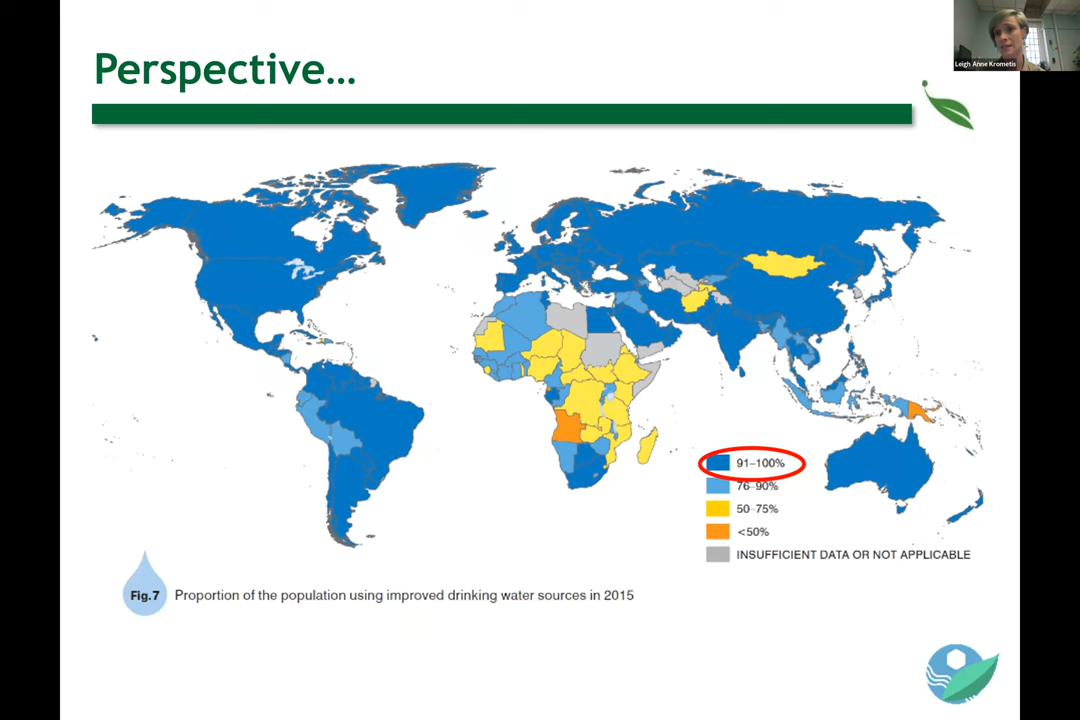 Leigh Anne Krometis
Perspective...
91–100%
76–90%
50–75%
<50%
INSUFFICIENT DATA OR NOT APPLICABLE
Fig.7 Proportion of the population using improved drinking water sources in 2015